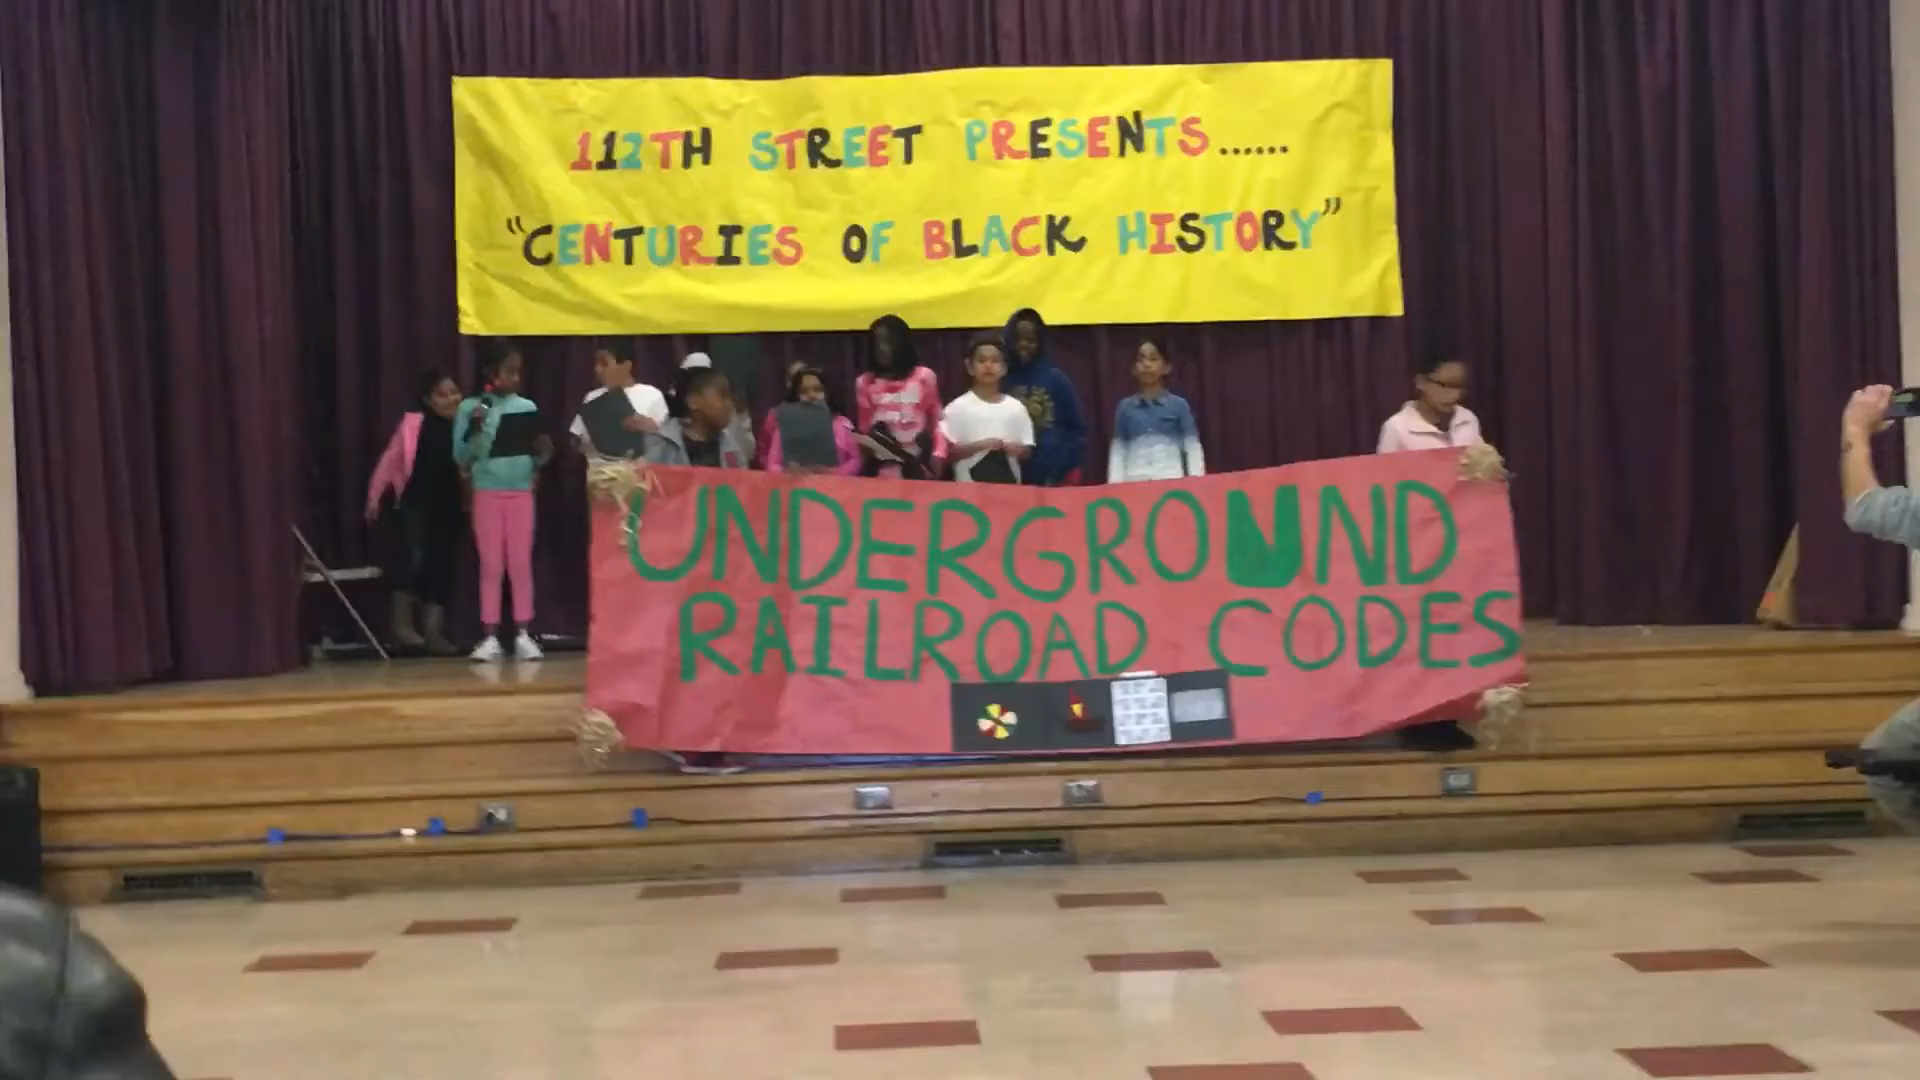 112TH STREET PRESENTS......
"CENTURIES OF BLACK HISTORY"
UNDERGROUND
RAILROAD CODES